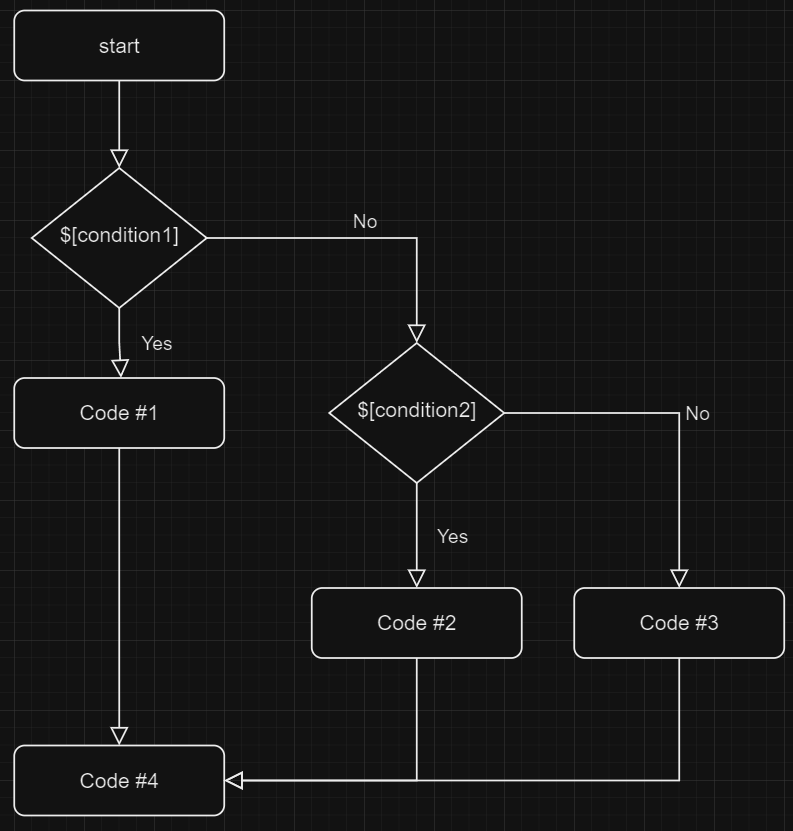 start
$[condition1]
No
Yes
Code #1
$[condition2]
No
Yes
Code #2
Code #3
Code #4